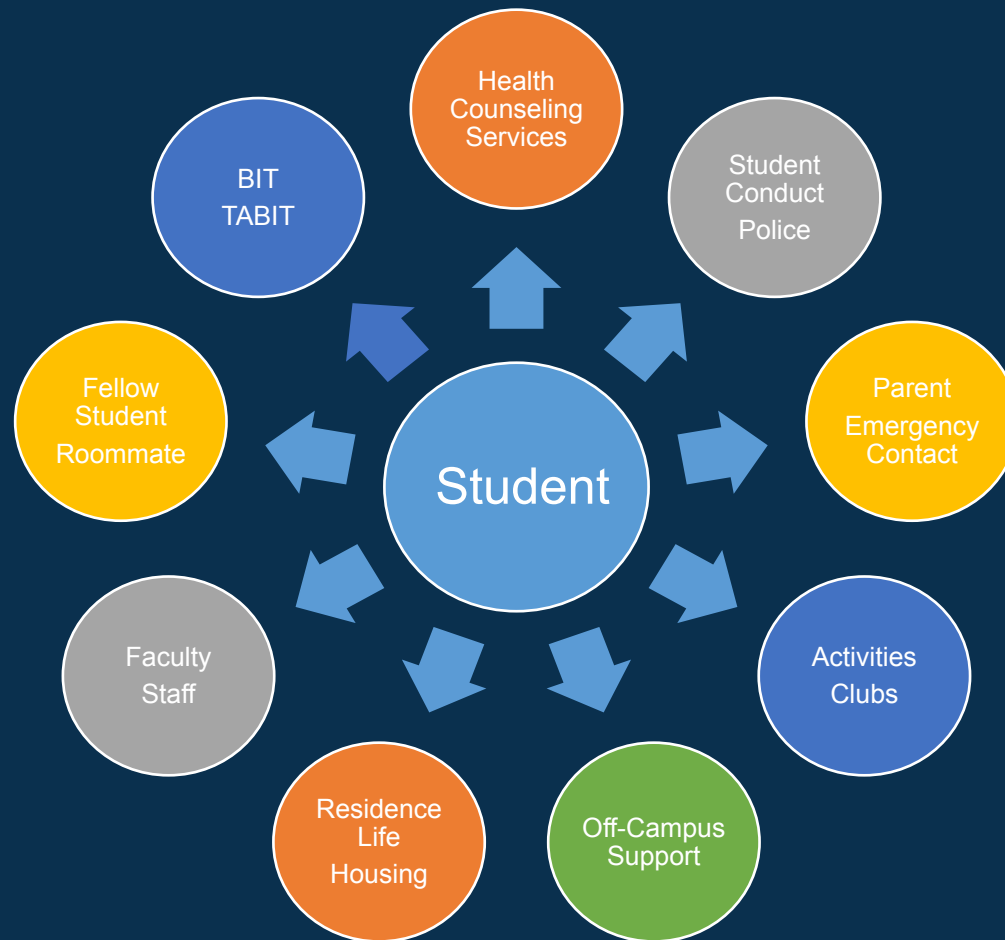 Health
Counseling
Services
Student
Conduct
Police
Parent
Emergency
Contact
Activities
Clubs
Off-Campus
Support
Residence
Life
Housing
Faculty
Staff
Fellow
Student
Roommate
BIT
TABIT
Student